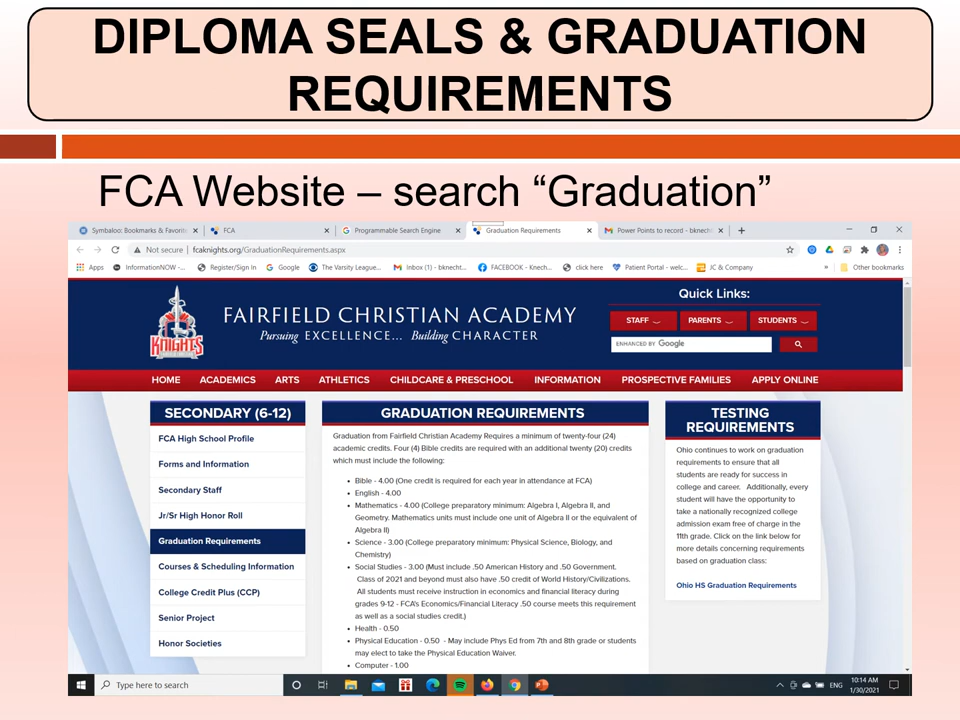 DIPLOMA SEALS & GRADUATION
REQUIREMENTS
FCA Website – search “Graduation”
Symbaloo: Bookmarks & Favorit
FCA
Programmable Search Engine
Graduation Requirements
Power Points to record - bknech
Not secure | fcaknights.org/GraduationRequirements.aspx
Apps
InformationNOW -...
Register/Sign In
Google
The Varsity League...
Inbox (1) - bknecht...
FACEBOOK - Knech...
click here
Patient Portal - welc...
JC & Company
»
Other bookmarks
KNIGHTS
FAIRFIELD CHRISTIAN ACADEMY
Pursuing EXCELLENCE... Building CHARACTER
Quick Links:
STAFF
PARENTS
STUDENTS
ENHANCED BY Google
HOME
ACADEMICS
ARTS
ATHLETICS
CHILDCARE & PRESCHOOL
INFORMATION
PROSPECTIVE FAMILIES
APPLY ONLINE
SECONDARY (6-12)
FCA High School Profile
Forms and Information
Secondary Staff
Jr/Sr High Honor Roll
Graduation Requirements
Courses & Scheduling Information
College Credit Plus (CCP)
Senior Project
Honor Societies
GRADUATION REQUIREMENTS
Graduation from Fairfield Christian Academy Requires a minimum of twenty-four (24)
academic credits. Four (4) Bible credits are required with an additional twenty (20) credits
which must include the following:
• Bible - 4.00 (One credit is required for each year in attendance at FCA)
• English - 4.00
• Mathematics - 4.00 (College preparatory minimum: Algebra I, Algebra II, and
Geometry. Mathematics units must include one unit of Algebra II or the equivalent of
Algebra II)
• Science - 3.00 (College preparatory minimum: Physical Science, Biology, and
Chemistry)
• Social Studies - 3.00 (Must include .50 American History and .50 Government.
Class of 2021 and beyond must also have .50 credit of World History/Civilizations.
All students must receive instruction in economics and financial literacy during
grades 9-12 - FCA's Economics/Financial Literacy .50 course meets this requirement
as well as a social studies credit.)
• Health - 0.50
• Physical Education - 0.50 - May include Phys Ed from 7th and 8th grade or students
may elect to take the Physical Education Waiver.
• Computer - 1.00
TESTING
REQUIREMENTS
Ohio continues to work on graduation
requirements to ensure that all
students are ready for success in
college and career. Additionally, every
student will have the opportunity to
take a nationally recognized college
admission exam free of charge in the
11th grade. Click on the link below for
more details concerning requirements
based on graduation class:
Ohio HS Graduation Requirements
Type here to search
ENG
10:14 AM
1/30/2021